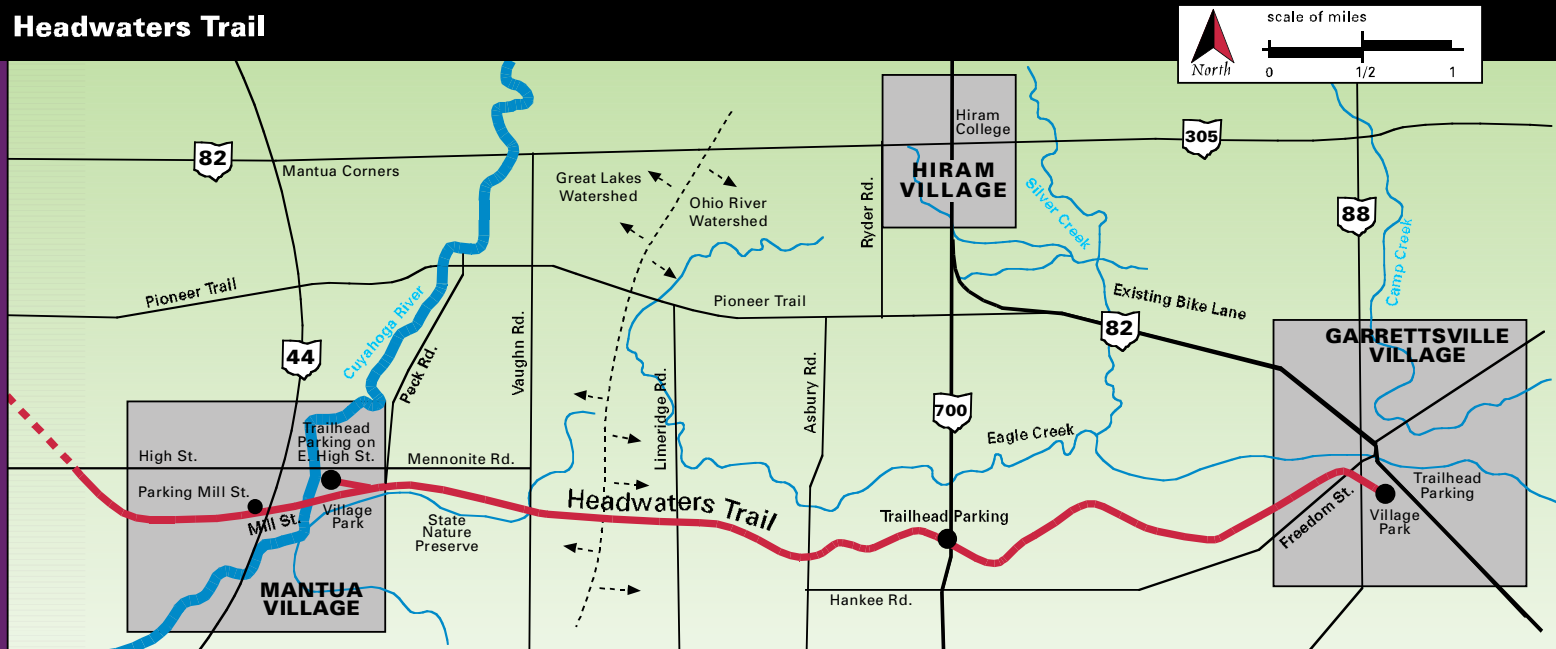 Headwaters Trail
scale of miles
North
0 1/2 1
Hiram
College
305
82
Mantua Corners
Great Lakes
Watershed
Ohio River
Watershed
HIRAM
VILLAGE
Ryder Rd.
Silver Creek
88
Camp Creek
Pioneer Trail
Pioneer Trail
Existing Bike Lane
82
Cuyahoga River
44
Peck Rd.
Vaughn Rd.
Limeridge Rd.
Asbury Rd.
700
GARRETTSVILLE
VILLAGE
Trailhead
Parking on
E. High St.
High St.
Mennonite Rd.
Eagle Creek
Parking Mill St.
Mill St.
Village
Park
State
Nature
Preserve
Headwaters Trail
Trailhead Parking
Freedom St.
Trailhead
Parking
Village
Park
MANTUA
VILLAGE
Hankee Rd.